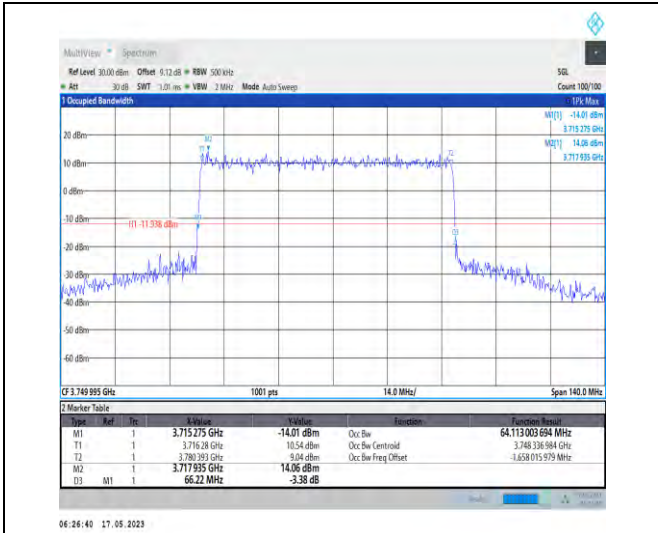 MultiView Spectrum
Ref Level 30.00 dBm Offset 9.12 dB RBW 500 kHz SGL
Att 30 dB SWT 1.01 ms VBW 2 MHz Mode Auto Sweep Count 100/100
1 Occupied Bandwidth 1Pk Max
M1[1] -14.01 dBm
3.715 275 GHz
M2[1] 14.06 dBm
3.717 935 GHz
20 dBm
M2
T1 T2
10 dBm
0 dBm
-10 dBm
H1 -11.938 dBm
M1
D3
-20 dBm
-30 dBm
-40 dBm
-50 dBm
-60 dBm
CF 3.749 995 GHz 1001 pts 14.0 MHz/ Span 140.0 MHz
2 Marker Table
Type Ref Trc X-Value Y-Value Function Function Result
M1 1 3.715 275 GHz -14.01 dBm Occ Bw 64.113 003 694 MHz
T1 1 3.716 28 GHz 10.54 dBm Occ Bw Centroid 3.748 336 984 GHz
T2 1 3.780 393 GHz 9.04 dBm Occ Bw Freq Offset -1.658 015 979 MHz
M2 1 3.717 935 GHz 14.06 dBm
D3 M1 1 66.22 MHz -3.38 dB
06:26:40 17.05.2023